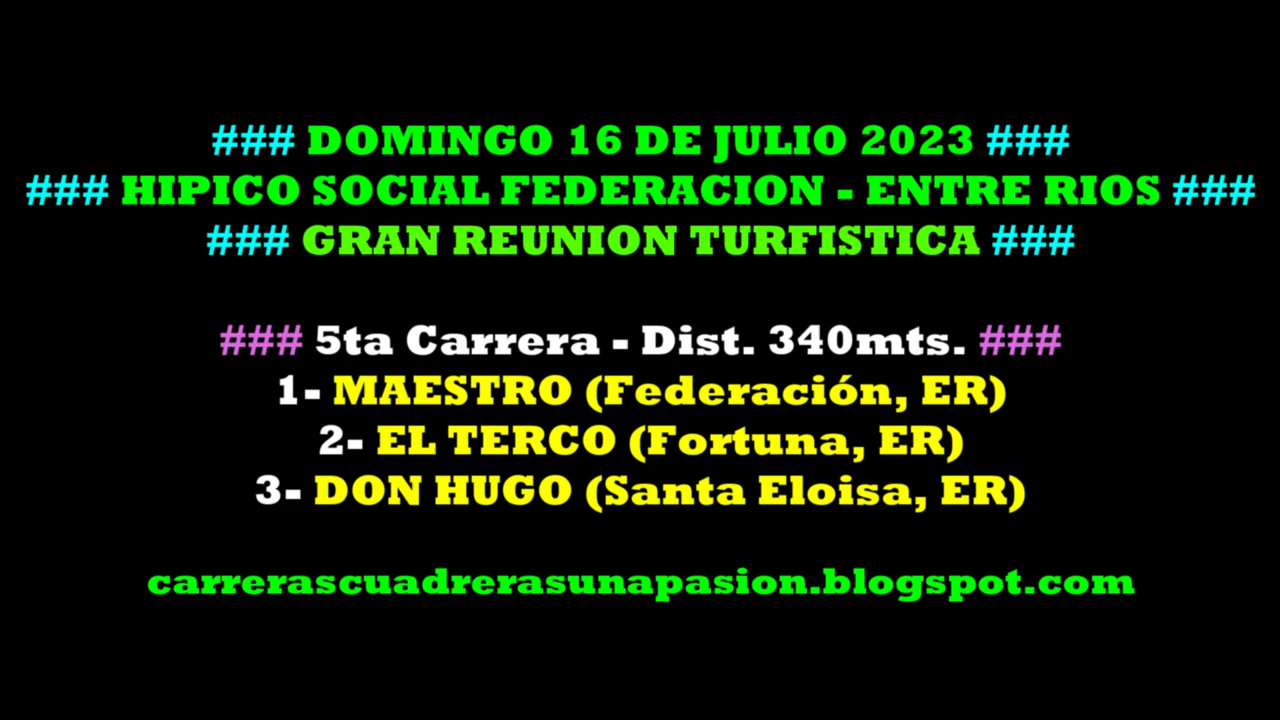 ### DOMINGO 16 DE JULIO 2023 ###
### HIPICO SOCIAL FEDERACION - ENTRE RIOS ###
### GRAN REUNION TURFISTICA ###
### 5ta Carrera - Dist. 340mts. ###
1- MAESTRO (Federación, ER)
2- EL TERCO (Fortuna, ER)
3- DON HUGO (Santa Eloisa, ER)
carrerascuadrerasunapasion.blogspot.com